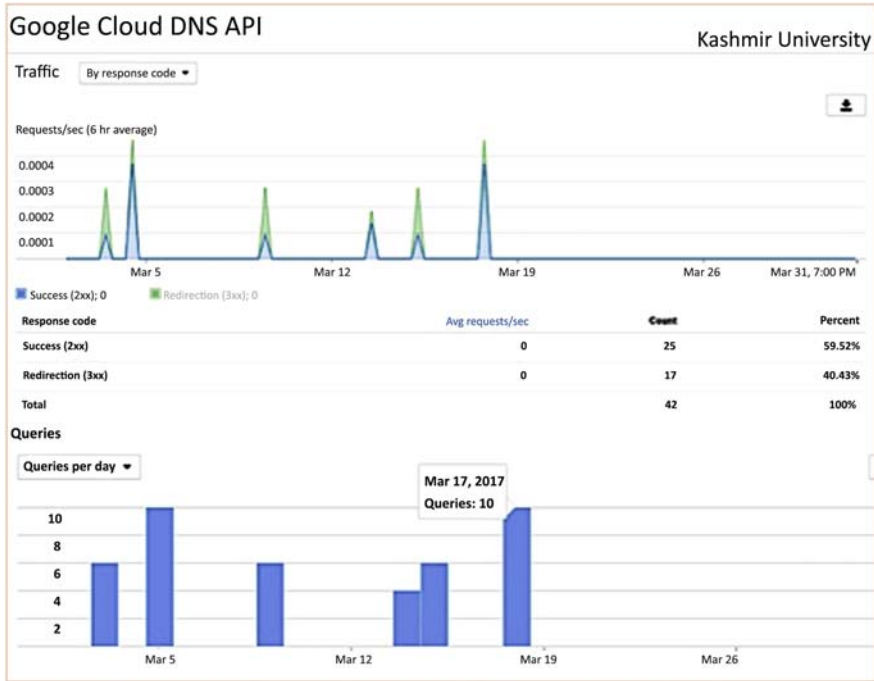 Google Cloud DNS API
Kashmir University
Traffic By response code
Requests/sec (6 hr average)
0.0004
0.0003
0.0002
0.0001
Mar 5 Mar 12 Mar 19 Mar 26 Mar 31, 7:00 PM
Success (2xx); 0 Redirection (3xx); 0
Response code Avg requests/sec Count Percent
Success (2xx) 0 25 59.52%
Redirection (3xx) 0 17 40.43%
Total 42 100%
Queries
Queries per day
Mar 17, 2017
Queries: 10
10
8
6
4
2
Mar 5 Mar 12 Mar 19 Mar 26